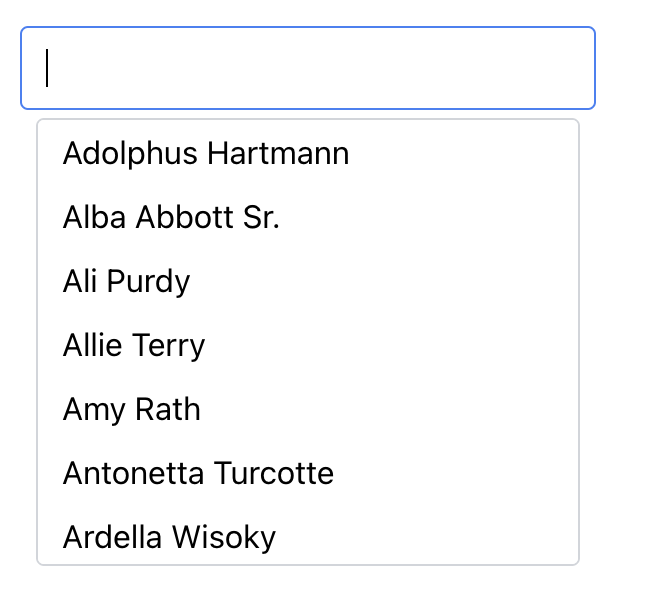 Adolphus Hartmann
Alba Abbott Sr.
Ali Purdy
Allie Terry
Amy Rath
Antonetta Turcotte
Ardella Wisoky